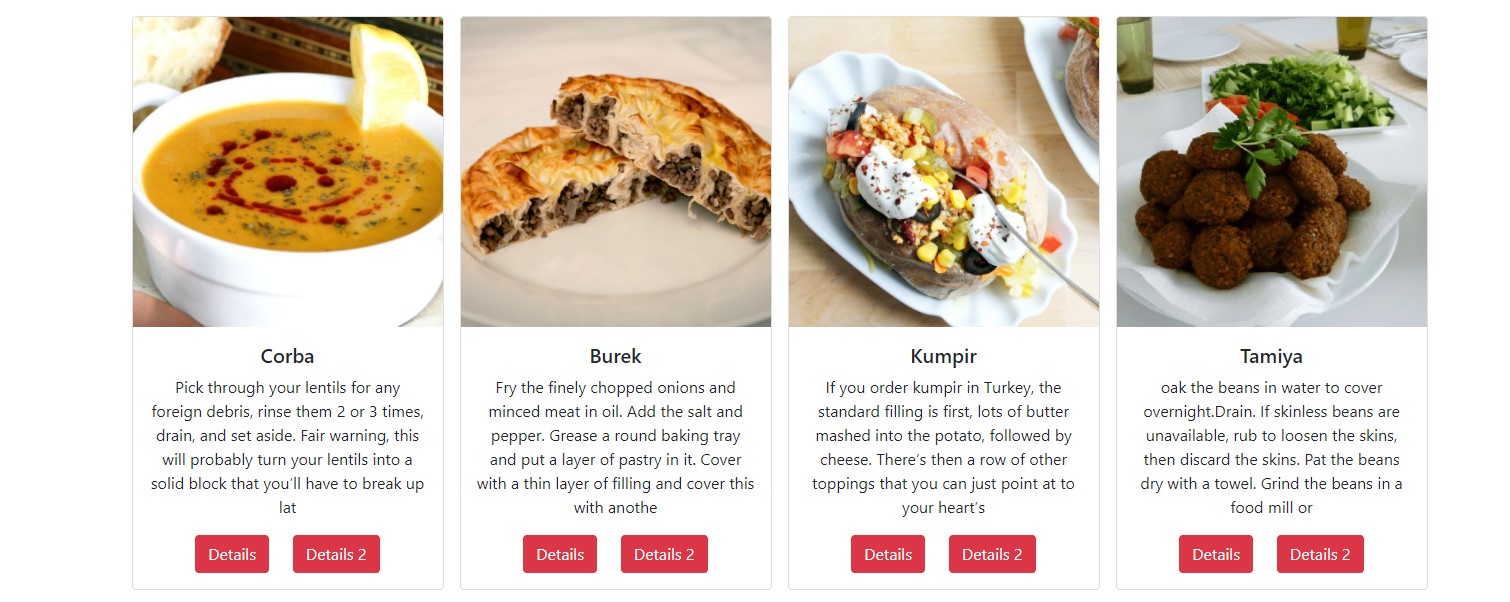 Corba
Pick through your lentils for any
foreign debris, rinse them 2 or 3 times,
drain, and set aside. Fair warning, this
will probably turn your lentils into a
solid block that you’ll have to break up
lat
Details Details 2
Burek
Fry the finely chopped onions and
minced meat in oil. Add the salt and
pepper. Grease a round baking tray
and put a layer of pastry in it. Cover
with a thin layer of filling and cover this
with anothe
Details Details 2
Kumpir
If you order kumpir in Turkey, the
standard filling is first, lots of butter
mashed into the potato, followed by
cheese. There’s then a row of other
toppings that you can just point at to
your heart’s
Details Details 2
Tamiya
oak the beans in water to cover
overnight.Drain. If skinless beans are
unavailable, rub to loosen the skins,
then discard the skins. Pat the beans
dry with a towel. Grind the beans in a
food mill or
Details Details 2